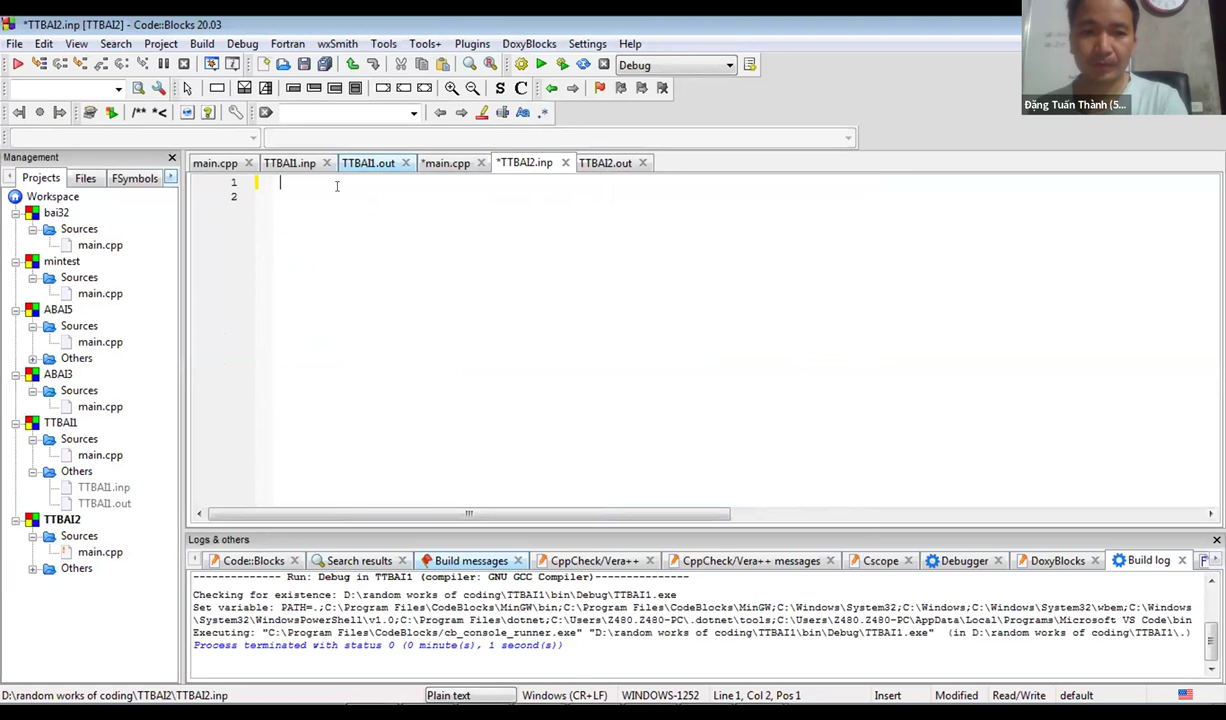 *TTBAI2.inp [TTBAI2] - Code::Blocks 20.03
File Edit View Search Project Build Debug Fortran wxSmith Tools Tools+ Plugins DoxyBlocks Settings Help
Debug
Đặng Tuấn Thành (5...
/** *<
S C
Aa .*
Management
main.cpp TTBAI1.inp TTBAI1.out *main.cpp *TTBAI2.inp TTBAI2.out
Projects Files FSymbols
1
2
Workspace
bai32
Sources
main.cpp
mintest
Sources
main.cpp
ABAI5
Sources
main.cpp
Others
ABAI3
Sources
main.cpp
TTBAI1
Sources
main.cpp
Others
TTBAI1.inp
TTBAI1.out
TTBAI2
Sources
main.cpp
Others
Logs & others
Code::Blocks Search results Build messages CppCheck/Vera++ CppCheck/Vera++ messages Cscope Debugger DoxyBlocks Build log F
-------------- Run: Debug in TTBAI1 (compiler: GNU GCC Compiler)---------------
Checking for existence: D:\random works of coding\TTBAI1\bin\Debug\TTBAI1.exe
Set variable: PATH=.;C:\Program Files\CodeBlocks\MinGW\bin;C:\Program Files\CodeBlocks\MinGW;C:\Windows\System32;C:\Windows;C:\Windows\System32\wbem;C:\Windows
\System32\WindowsPowerShell\v1.0;C:\Program Files\dotnet;C:\Users\Z480.Z480-PC\.dotnet\tools;C:\Users\Z480.Z480-PC\AppData\Local\Programs\Microsoft VS Code\bin
Executing: "C:\Program Files\CodeBlocks/cb_console_runner.exe" "D:\random works of coding\TTBAI1\bin\Debug\TTBAI1.exe" (in D:\random works of coding\TTBAI1\.)
Process terminated with status 0 (0 minute(s), 1 second(s))
D:\random works of coding\TTBAI2\TTBAI2.inp Plain text Windows (CR+LF) WINDOWS-1252 Line 1, Col 2, Pos 1 Insert Modified Read/Write default